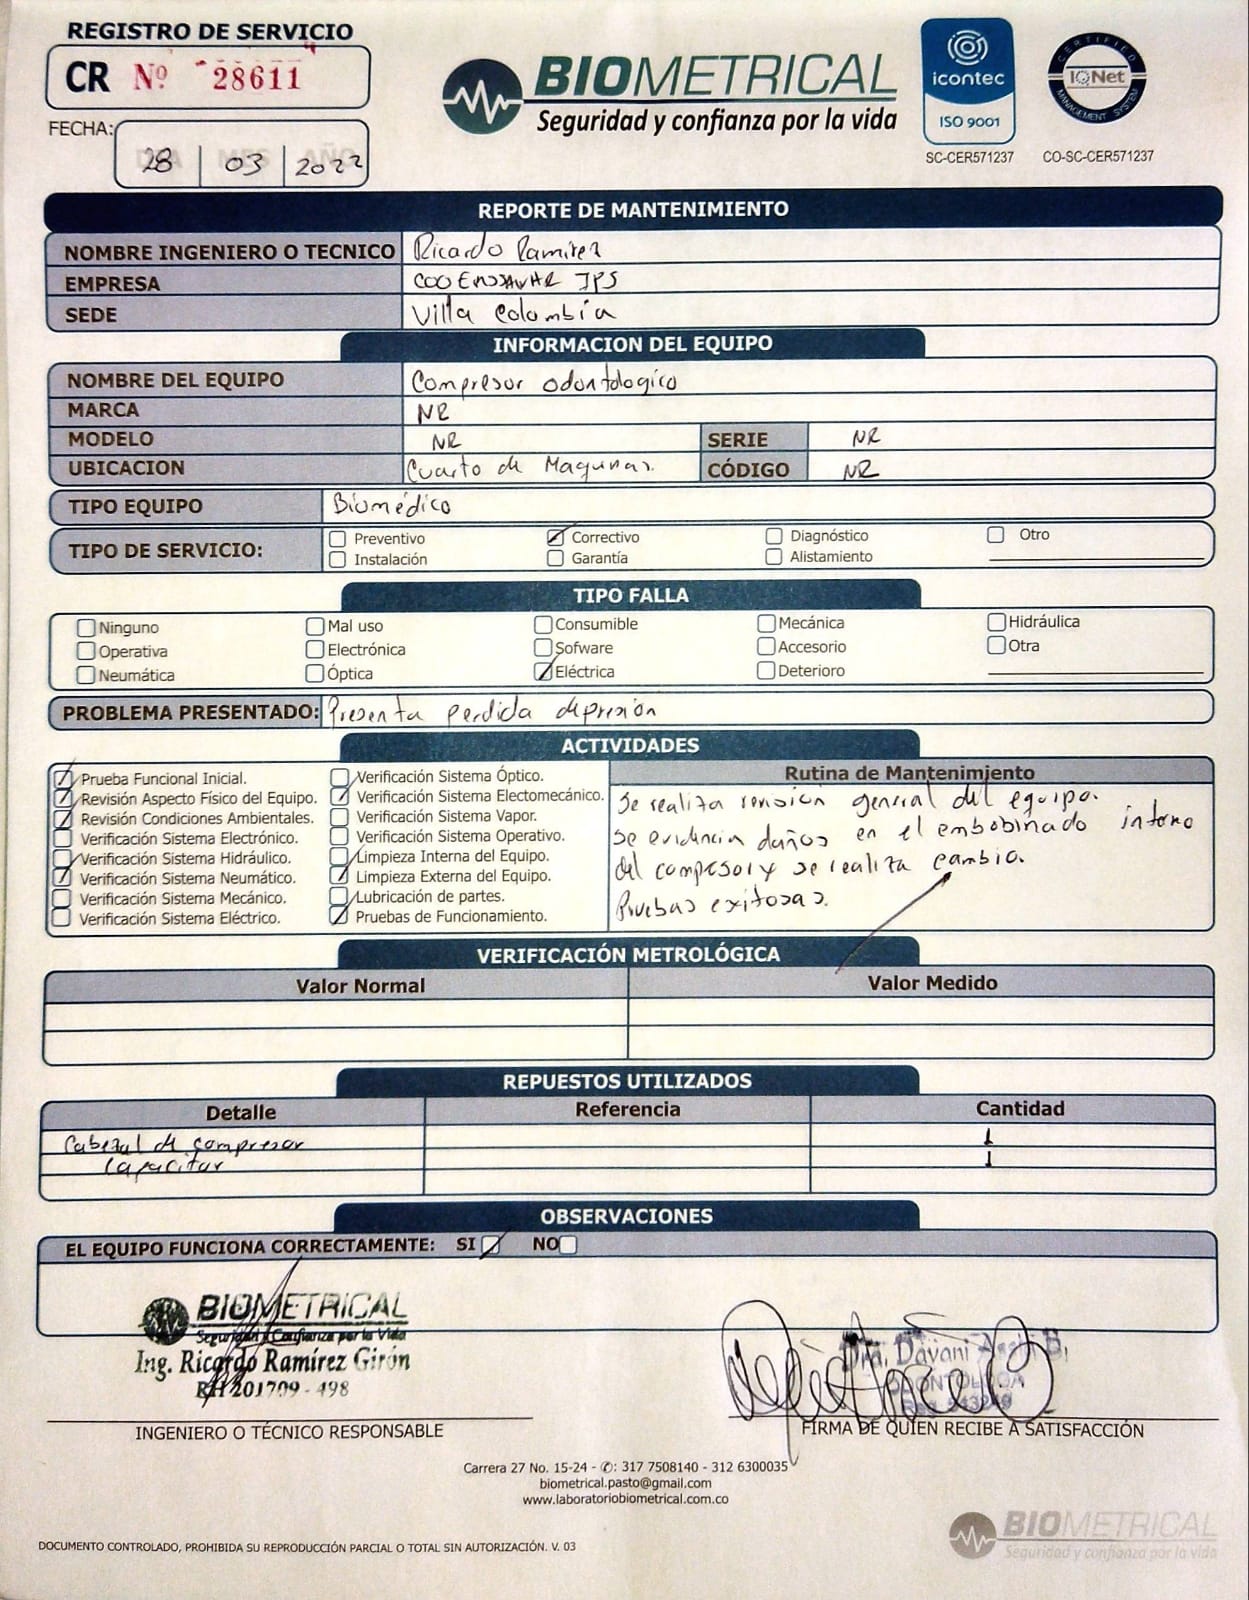 REGISTRO DE SERVICIO
CR Nº 28611
FECHA:
DIA MES AÑO
28 03 2022
BIOMETRICAL
Seguridad y confianza por la vida
icontec
ISO 9001
SC-CER571237
CERTIFIED
IQNet
MANAGEMENT SYSTEM
CO-SC-CER571237
REPORTE DE MANTENIMIENTO
NOMBRE INGENIERO O TECNICO Ricardo Ramirez
EMPRESA
SEDE Villa Colombia
INFORMACION DEL EQUIPO
NOMBRE DEL EQUIPO Compresor odontologico
MARCA NR
MODELO NR SERIE NR
UBICACION Cuarto de Maquinas. CÓDIGO NR
TIPO EQUIPO Biomédico
TIPO DE SERVICIO: Preventivo Correctivo Diagnóstico Otro
Instalación Garantía Alistamiento
TIPO FALLA
Ninguno Mal uso Consumible Mecánica Hidráulica
Operativa Electrónica Sofware Accesorio Otra
Neumática Óptica Eléctrica Deterioro
PROBLEMA PRESENTADO: Presenta perdida depresion
ACTIVIDADES
Prueba Funcional Inicial.
Revisión Aspecto Físico del Equipo.
Revisión Condiciones Ambientales.
Verificación Sistema Electrónico.
Verificación Sistema Hidráulico.
Verificación Sistema Neumático.
Verificación Sistema Mecánico.
Verificación Sistema Eléctrico.
Verificación Sistema Óptico.
Verificación Sistema Electomecánico.
Verificación Sistema Vapor.
Verificación Sistema Operativo.
Limpieza Interna del Equipo.
Limpieza Externa del Equipo.
Lubricación de partes.
Pruebas de Funcionamiento.
Rutina de Mantenimiento
Se realiza revision general del equipo.
se evidencia daños en el embobinado interno
del compesor y se realiza cambio.
Pruebas exitosas.
VERIFICACIÓN METROLÓGICA
Valor Normal Valor Medido
REPUESTOS UTILIZADOS
Detalle Referencia Cantidad
Cabezal de compresor 1
Capacitor 1
OBSERVACIONES
EL EQUIPO FUNCIONA CORRECTAMENTE: SI NO
BIOMETRICAL
Seguridad y Confianza por la Vida
Ing. Ricardo Ramírez Girón
RH 201709 - 498
Dra. Dayani
ODONTOLOGA
INGENIERO O TÉCNICO RESPONSABLE
FIRMA DE QUIEN RECIBE A SATISFACCIÓN
Carrera 27 No. 15-24 - ✆: 317 7508140 - 312 6300035
biometrical.pasto@gmail.com
www.laboratoriobiometrical.com.co
BIOMETRICAL
Seguridad y confianza por la vida
DOCUMENTO CONTROLADO, PROHIBIDA SU REPRODUCCIÓN PARCIAL O TOTAL SIN AUTORIZACIÓN. V. 03